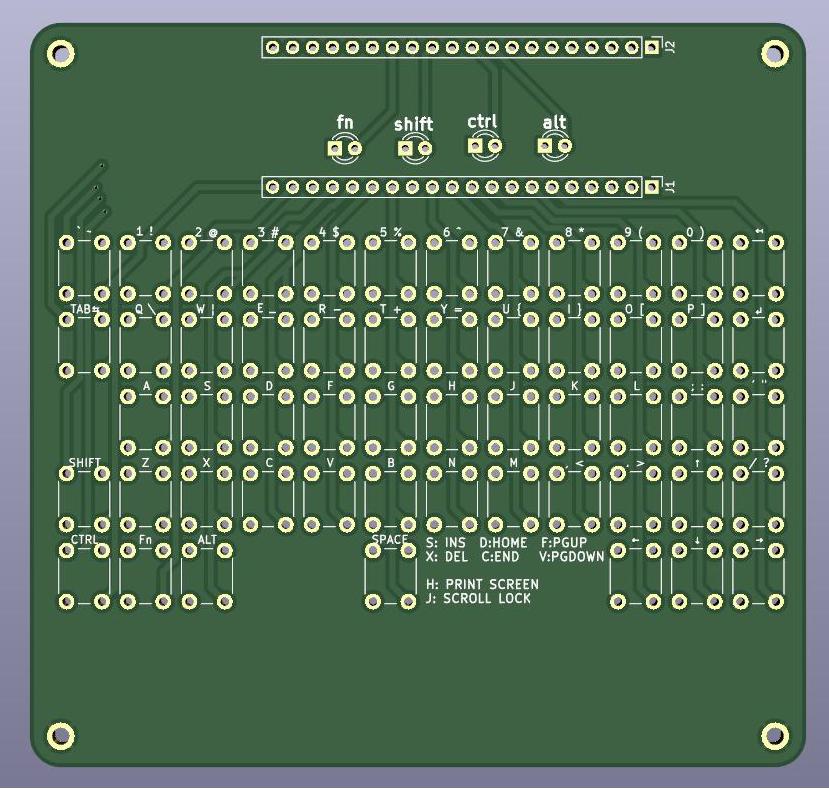 J2
fn shift ctrl alt
J1
` ~ 1 ! 2 @ 3 # 4 $ 5 % 6 ^ 7 & 8 * 9 ( 0 ) ↤
TAB⇆ Q \ W | E _ R - T + Y = U { I } O [ P ] ↲
A S D F G H J K L ; : ' "
SHIFT Z X C V B N M , < . > ↑ / ?
CTRL Fn ALT SPACE ← ↓ →
S: INS D:HOME F:PGUP
X: DEL C:END V:PGDOWN
H: PRINT SCREEN
J: SCROLL LOCK